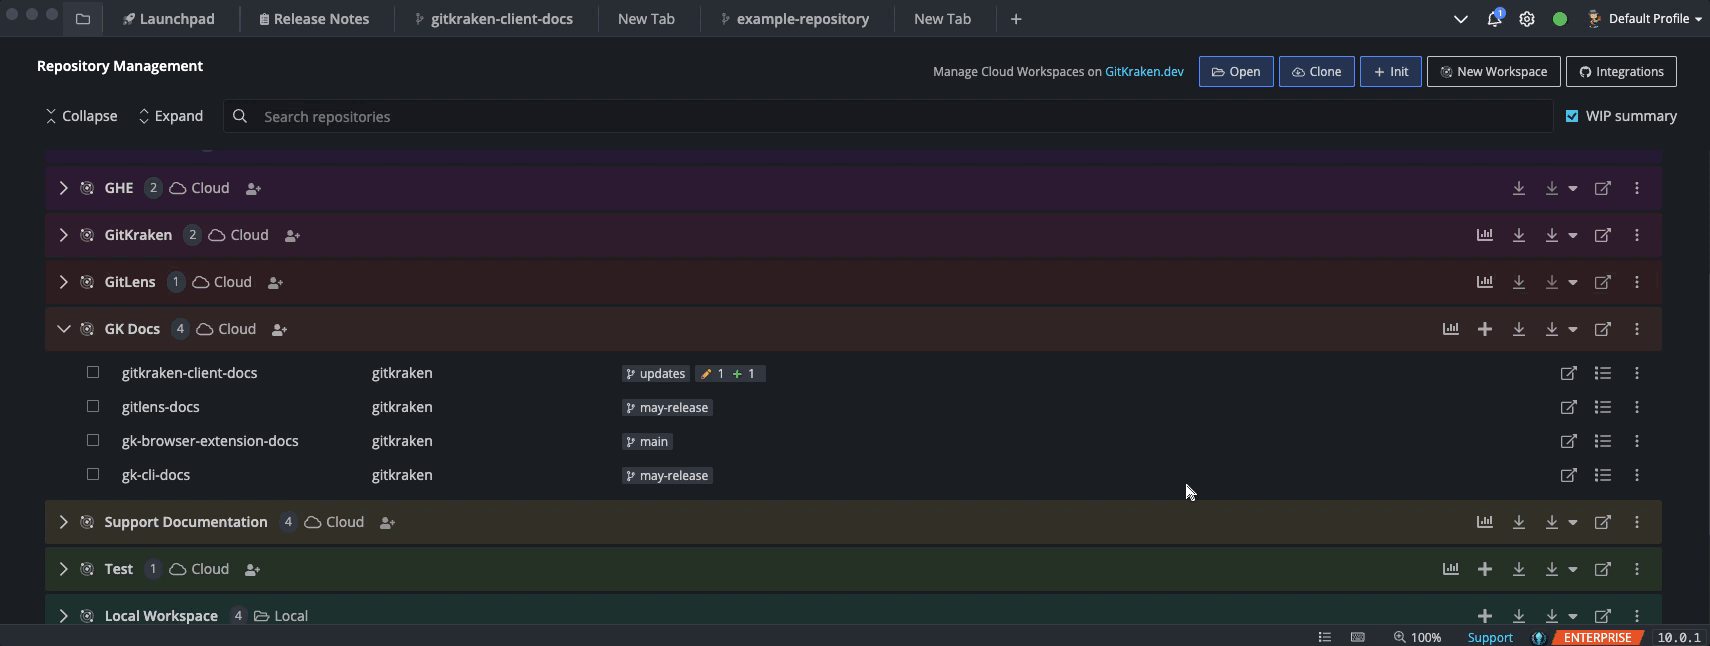 Launchpad Release Notes gitkraken-client-docs New Tab example-repository New Tab 1 Default Profile
Repository Management
Manage Cloud Workspaces on GitKraken.dev Open Clone Init New Workspace Integrations
Collapse Expand Search repositories WIP summary
GHE 2 Cloud
GitKraken 2 Cloud
GitLens 1 Cloud
GK Docs 4 Cloud
gitkraken-client-docs gitkraken updates 1 + 1
gitlens-docs gitkraken may-release
gk-browser-extension-docs gitkraken main
gk-cli-docs gitkraken may-release
Support Documentation 4 Cloud
Test 1 Cloud
Local Workspace 4 Local
100% Support ENTERPRISE 10.0.1